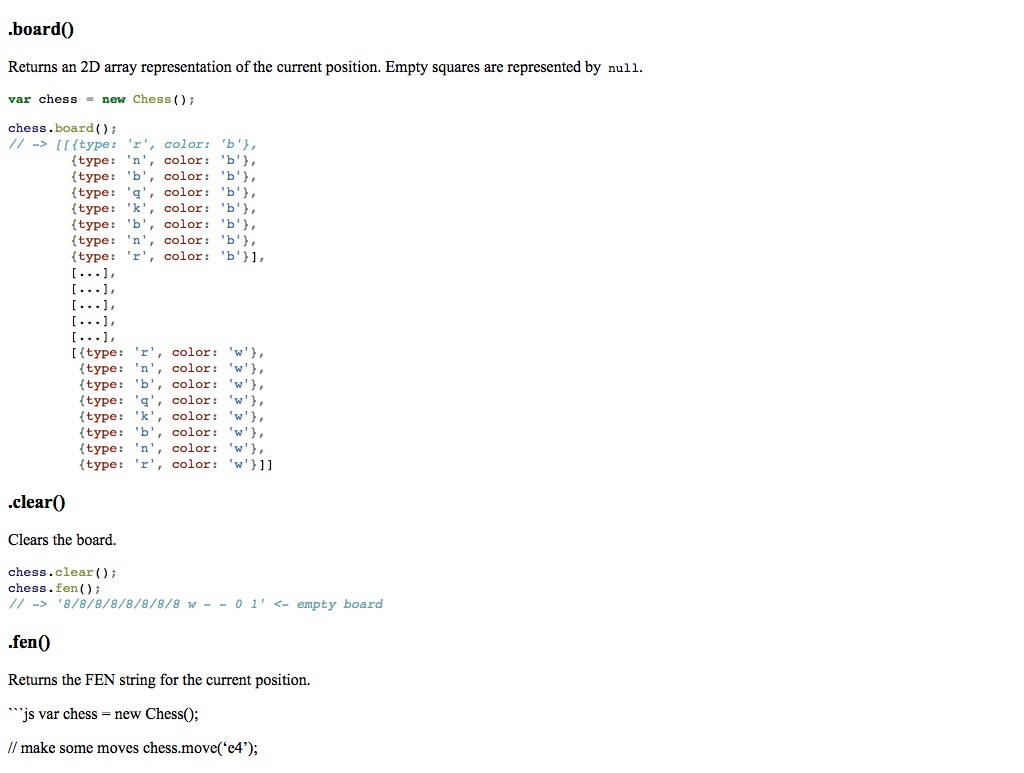 .board()
Returns an 2D array representation of the current position. Empty squares are represented by null.
var chess = new Chess();
chess.board();
// -> [[{type: 'r', color: 'b'},
{type: 'n', color: 'b'},
{type: 'b', color: 'b'},
{type: 'q', color: 'b'},
{type: 'k', color: 'b'},
{type: 'b', color: 'b'},
{type: 'n', color: 'b'},
{type: 'r', color: 'b'}],
[...],
[...],
[...],
[...],
[...],
[{type: 'r', color: 'w'},
{type: 'n', color: 'w'},
{type: 'b', color: 'w'},
{type: 'q', color: 'w'},
{type: 'k', color: 'w'},
{type: 'b', color: 'w'},
{type: 'n', color: 'w'},
{type: 'r', color: 'w'}]]
.clear()
Clears the board.
chess.clear();
chess.fen();
// -> '8/8/8/8/8/8/8/8 w - - 0 1' <- empty board
.fen()
Returns the FEN string for the current position.
```js var chess = new Chess();
// make some moves chess.move(‘e4’);